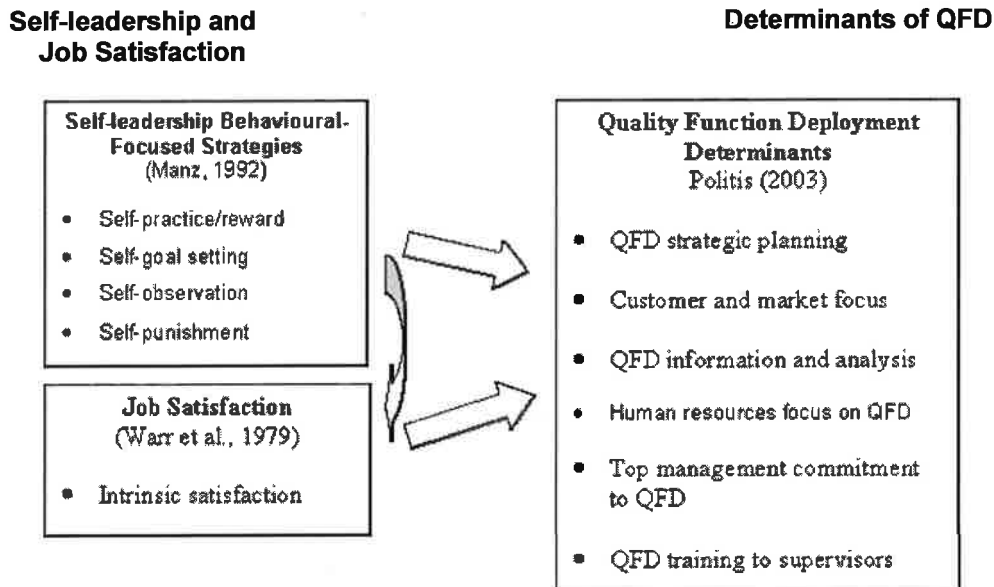 Self-leadership and
Job Satisfaction
Determinants of QFD
Self-leadership Behavioural-
Focused Strategies
(Manz, 1992)
• Self-practice/reward
• Self-goal setting
• Self-observation
• Self-punishment
Job Satisfaction
(Warr et al., 1979)
• Intrinsic satisfaction
Quality Function Deployment
Determinants
Politis (2003)
• QFD strategic planning
• Customer and market focus
• QFD information and analysis
• Human resources focus on QFD
• Top management commitment
to QFD
• QFD training to supervisors